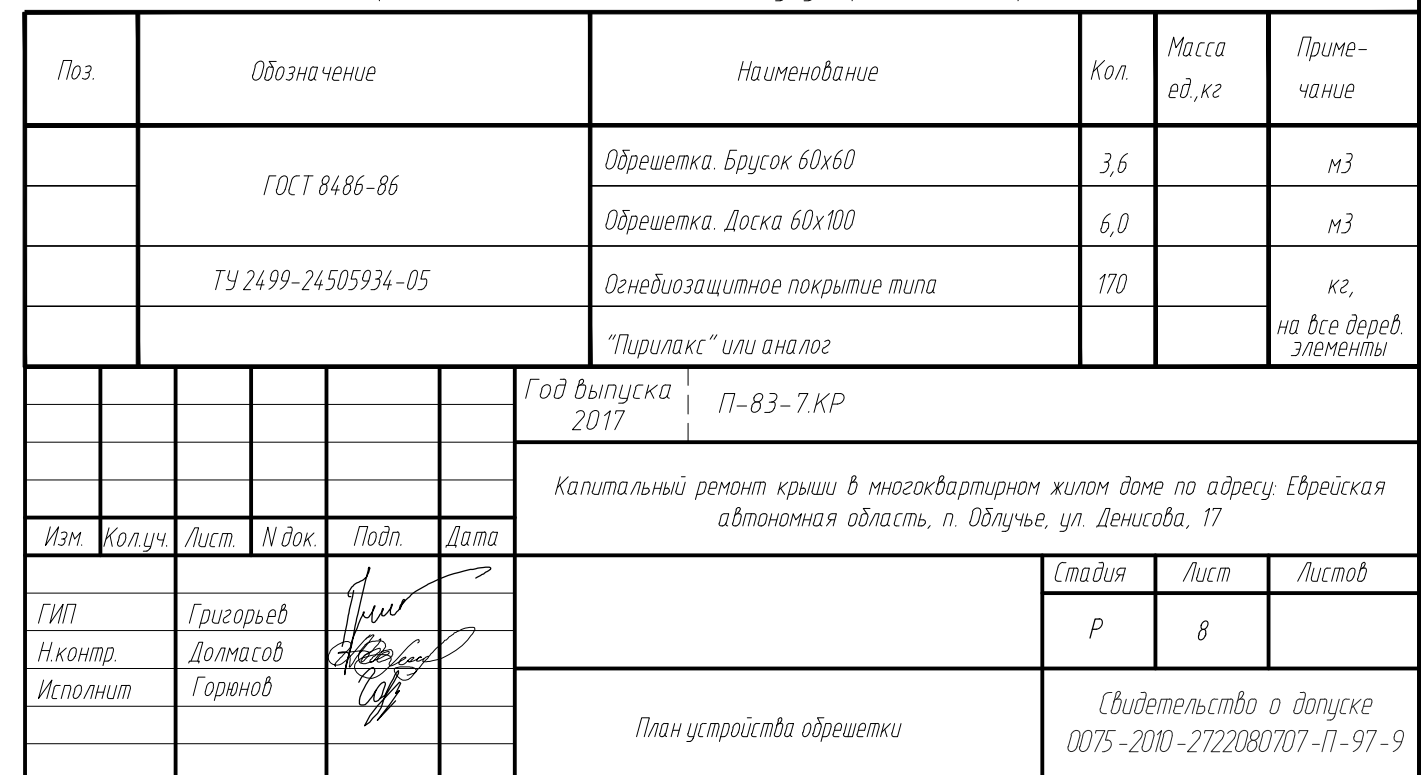 Поз.
Обозначение
Наименование
Кол.
Масса
ед.,кг
Приме-
чание
ГОСТ 8486-86
Обрешетка. Брусок 60х60
3,6
м3
Обрешетка. Доска 60х100
6,0
м3
ТУ 2499-24505934-05
Огнебиозащитное покрытие типа
170
кг,
на все дерев.
элементы
"Пирилакс" или аналог
Год выпуска
2017
П-83-7.КР
Капитальный ремонт крыши в многоквартирном жилом доме по адресу: Еврейская
автономная область, п. Облучье, ул. Денисова, 17
Изм.
Кол.уч.
Лист.
N док.
Подп.
Дата
Стадия
Лист
Листов
ГИП
Григорьев
Р
8
Н.контр.
Долмасов
Исполнит
Горюнов
План устройства обрешетки
Свидетельство о допуске
0075-2010-2722080707-П-97-9